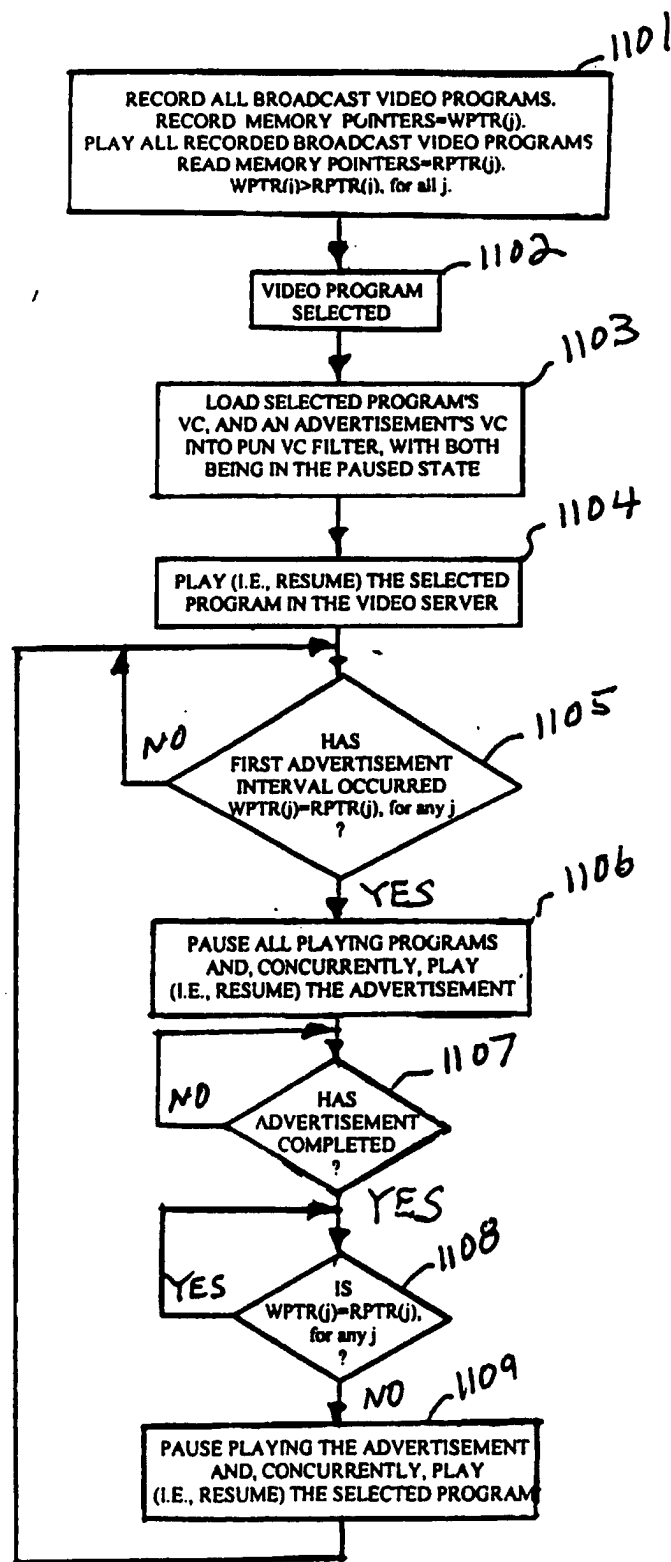 1101
RECORD ALL BROADCAST VIDEO PROGRAMS.
RECORD MEMORY POINTERS=WPTR(j).
PLAY ALL RECORDED BROADCAST VIDEO PROGRAMS
READ MEMORY POINTERS=RPTR(j).
WPTR(j)>RPTR(j), for all j.
1102
VIDEO PROGRAM
SELECTED
1103
LOAD SELECTED PROGRAM'S
VC, AND AN ADVERTISEMENT'S VC
INTO PUN VC FILTER, WITH BOTH
BEING IN THE PAUSED STATE
1104
PLAY (I.E., RESUME) THE SELECTED
PROGRAM IN THE VIDEO SERVER
1105
NO
HAS
FIRST ADVERTISEMENT
INTERVAL OCCURRED
WPTR(j)=RPTR(j), for any j
?
YES
1106
PAUSE ALL PLAYING PROGRAMS
AND, CONCURRENTLY, PLAY
(I.E., RESUME) THE ADVERTISEMENT
1107
NO
HAS
ADVERTISEMENT
COMPLETED
?
YES
1108
YES
IS
WPTR(j)=RPTR(j),
for any j
?
NO
1109
PAUSE PLAYING THE ADVERTISEMENT
AND, CONCURRENTLY, PLAY
(I.E., RESUME) THE SELECTED PROGRAM